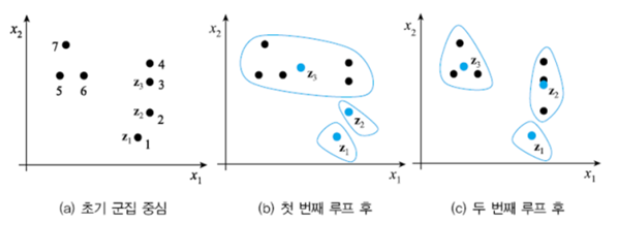 x₂
7
5
6
4
z₃ 3
z₂ 2
z₁ 1
x₁
(a) 초기 군집 중심
x₂
z₃
z₂
z₁
x₁
(b) 첫 번째 루프 후
x₂
z₃
z₂
z₁
x₁
(c) 두 번째 루프 후